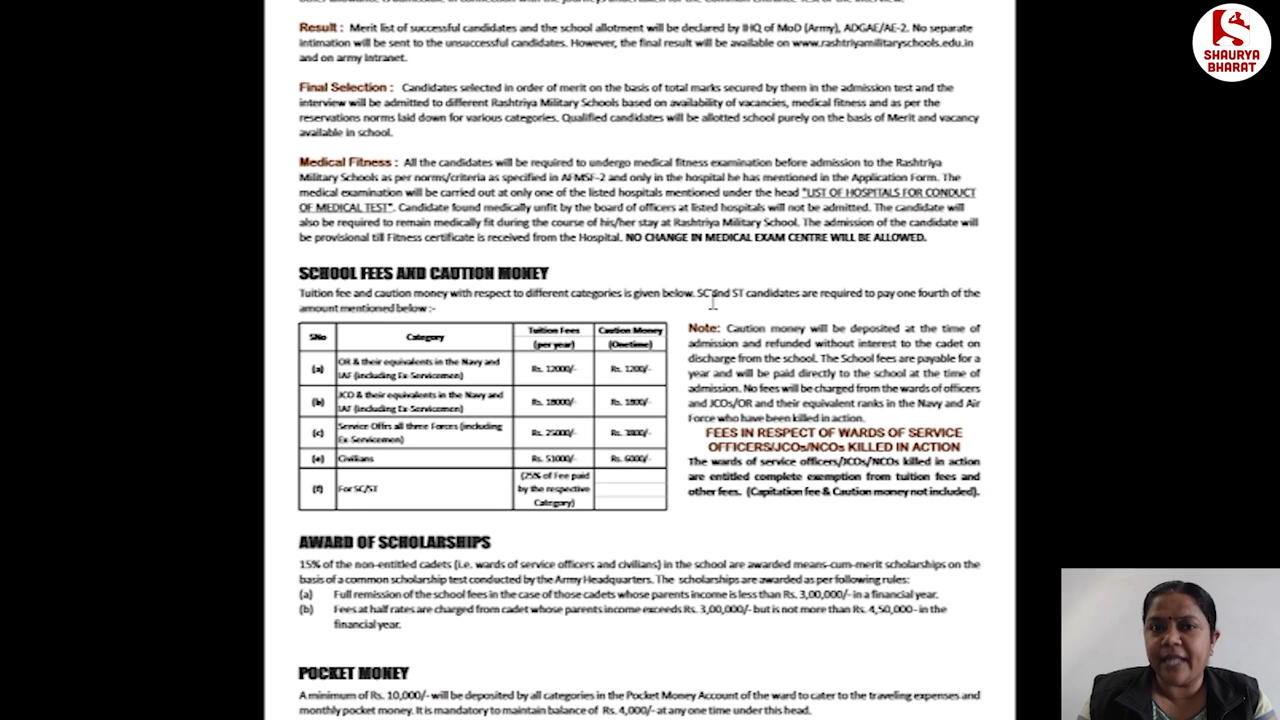 Result : Merit list of successful candidates and the school allotment will be declared by IHQ of MoD (Army), ADGAE/AE-2. No separate
intimation will be sent to the unsuccessful candidates. However, the final result will be available on www.rashtriyamilitaryschools.edu.in
and on army Intranet.
Final Selection : Candidates selected in order of merit on the basis of total marks secured by them in the admission test and the
interview will be admitted to different Rashtriya Military Schools based on availability of vacancies, medical fitness and as per the
reservations norms laid down for various categories. Qualified candidates will be allotted school purely on the basis of Merit and vacancy
available in school.
Medical Fitness : All the candidates will be required to undergo medical fitness examination before admission to the Rashtriya
Military Schools as per norms/criteria as specified in AFMSF-2 and only in the hospital he has mentioned in the Application Form. The
medical examination will be carried out at only one of the listed hospitals mentioned under the head "LIST OF HOSPITALS FOR CONDUCT
OF MEDICAL TEST". Candidate found medically unfit by the board of officers at listed hospitals will not be admitted. The candidate will
also be required to remain medically fit during the course of his/her stay at Rashtriya Military School. The admission of the candidate will
be provisional till Fitness certificate is received from the Hospital. NO CHANGE IN MEDICAL EXAM CENTRE WILL BE ALLOWED.
SCHOOL FEES AND CAUTION MONEY
Tuition fee and caution money with respect to different categories is given below. SC and ST candidates are required to pay one fourth of the
amount mentioned below :-
SNo Category Tuition Fees (per year) Caution Money (Onetime)
(a) OR & their equivalents in the Navy and Rs. 12000/- Rs. 1200/-
IAF (including Ex-Servicemen)
(b) JCO & their equivalents in the Navy and Rs. 18000/- Rs. 1800/-
IAF (including Ex-Servicemen)
(c) Service Offrs all three Forces (including Rs. 25000/- Rs. 3800/-
Ex-Servicemen)
(e) Civilians Rs. 51000/- Rs. 6000/-
(f) For SC/ST (25% of Fee paid
by the respective
Category)
Note: Caution money will be deposited at the time of
admission and refunded without interest to the cadet on
discharge from the school. The School fees are payable for a
year and will be paid directly to the school at the time of
admission. No fees will be charged from the wards of officers
and JCOs/OR and their equivalent ranks in the Navy and Air
Force who have been killed in action.
FEES IN RESPECT OF WARDS OF SERVICE
OFFICERS/JCOs/NCOs KILLED IN ACTION
The wards of service officers/JCOs/NCOs killed in action
are entitled complete exemption from tuition fees and
other fees. (Capitation fee & Caution money not included).
AWARD OF SCHOLARSHIPS
15% of the non-entitled cadets (i.e. wards of service officers and civilians) in the school are awarded means-cum-merit scholarships on the
basis of a common scholarship test conducted by the Army Headquarters. The scholarships are awarded as per following rules:
(a) Full remission of the school fees in the case of those cadets whose parents income is less than Rs. 3,00,000/- in a financial year.
(b) Fees at half rates are charged from cadet whose parents income exceeds Rs. 3,00,000/- but is not more than Rs. 4,50,000- in the
financial year.
POCKET MONEY
A minimum of Rs. 10,000/- will be deposited by all categories in the Pocket Money Account of the ward to cater to the traveling expenses and
monthly pocket money. It is mandatory to maintain balance of Rs. 4,000/- at any one time under this head.
SHAURYA
BHARAT